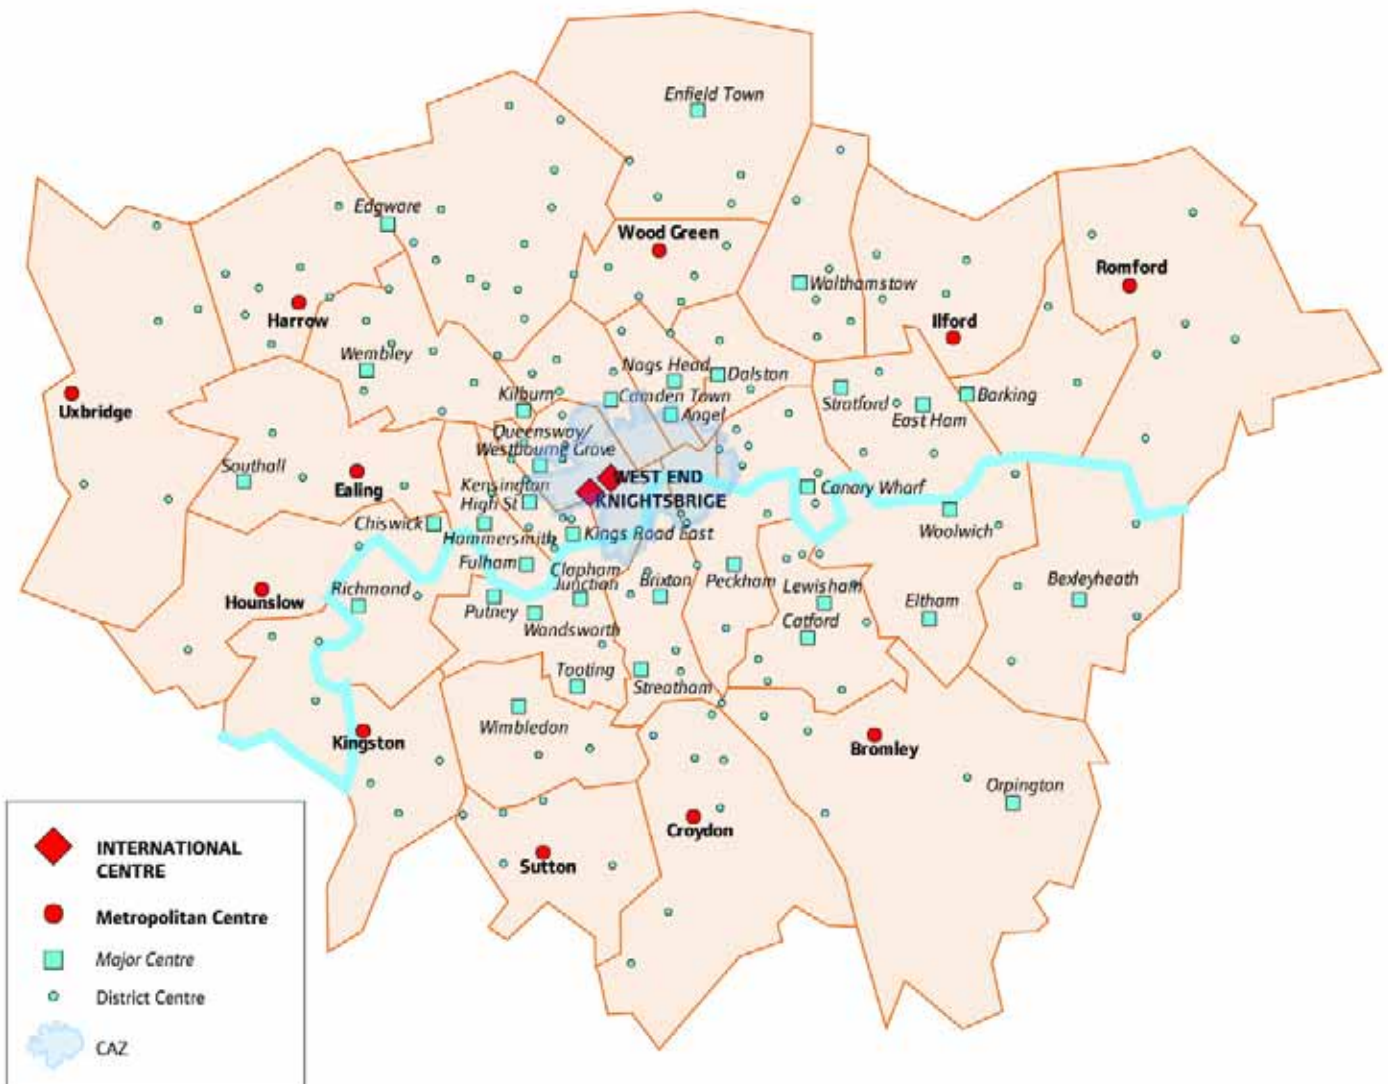 Enfield Town
Edgware
Wood Green
Walthamstow
Romford
Harrow
Ilford
Wembley
Nags Head
Dalston
Uxbridge
Kilburn
Camden Town
Stratford
Barking
Angel
East Ham
Queensway/
Westbourne Grove
Southall
Ealing
Kensington
High St
WEST END
KNIGHTSBRIGE
Canary Wharf
Chiswick
Hammersmith
Kings Road East
Woolwich
Fulham
Clapham
Junction
Brixton
Peckham
Lewisham
Bexleyheath
Hounslow
Richmond
Putney
Wandsworth
Catford
Eltham
Tooting
Streatham
Wimbledon
Kingston
Bromley
Orpington
Croydon
Sutton
INTERNATIONAL
CENTRE
Metropolitan Centre
Major Centre
District Centre
CAZ